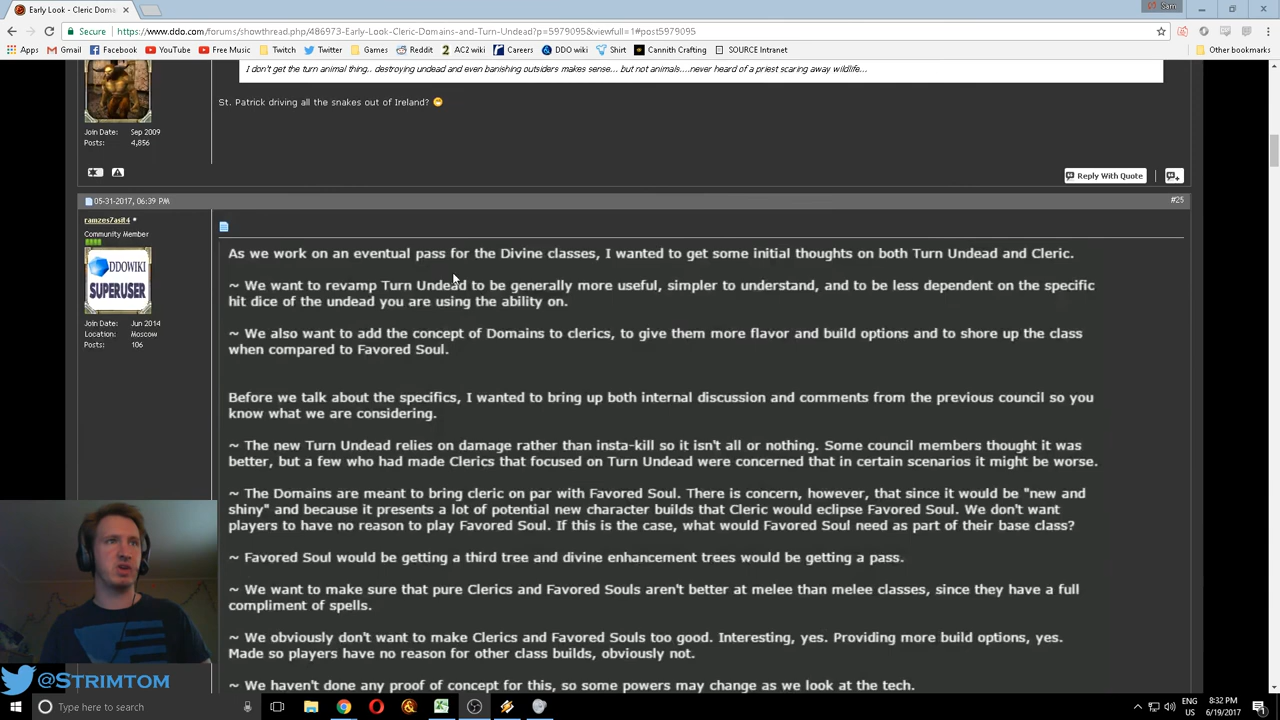 Early Look - Cleric Dom
Sam
Secure
https://www.ddo.com/forums/showthread.php/486973-Early-Look-Cleric-Domains-and-Turn-Undead?p=5979095&viewfull=1#post5979095
Apps Gmail Facebook YouTube Free Music Twitch Twitter Games Reddit AC2 wiki Careers DDO wiki Shirt Cannith Crafting SOURCE Intranet Other bookmarks
I don't get the turn animal thing.. destroying undead and even banishing outsiders makes sense... but not animals....never heard of a priest scaring away wildlife...
St. Patrick driving all the snakes out of Ireland?
Join Date: Sep 2009
Posts: 4,856
Reply With Quote
05-31-2017, 06:39 PM
#25
ramzes7asit4
Community Member
DDOWIKI
SUPERUSER
Join Date: Jun 2014
Location: Moscow
Posts: 106
As we work on an eventual pass for the Divine classes, I wanted to get some initial thoughts on both Turn Undead and Cleric.
~ We want to revamp Turn Undead to be generally more useful, simpler to understand, and to be less dependent on the specific
hit dice of the undead you are using the ability on.
~ We also want to add the concept of Domains to clerics, to give them more flavor and build options and to shore up the class
when compared to Favored Soul.
Before we talk about the specifics, I wanted to bring up both internal discussion and comments from the previous council so you
know what we are considering.
~ The new Turn Undead relies on damage rather than insta-kill so it isn't all or nothing. Some council members thought it was
better, but a few who had made Clerics that focused on Turn Undead were concerned that in certain scenarios it might be worse.
~ The Domains are meant to bring cleric on par with Favored Soul. There is concern, however, that since it would be "new and
shiny" and because it presents a lot of potential new character builds that Cleric would eclipse Favored Soul. We don't want
players to have no reason to play Favored Soul. If this is the case, what would Favored Soul need as part of their base class?
~ Favored Soul would be getting a third tree and divine enhancement trees would be getting a pass.
~ We want to make sure that pure Clerics and Favored Souls aren't better at melee than melee classes, since they have a full
compliment of spells.
~ We obviously don't want to make Clerics and Favored Souls too good. Interesting, yes. Providing more build options, yes.
Made so players have no reason for other class builds, obviously not.
~ We haven't done any proof of concept for this, so some powers may change as we look at the tech.
@STRIMTOM
Type here to search
ENG
US
8:32 PM
6/19/2017